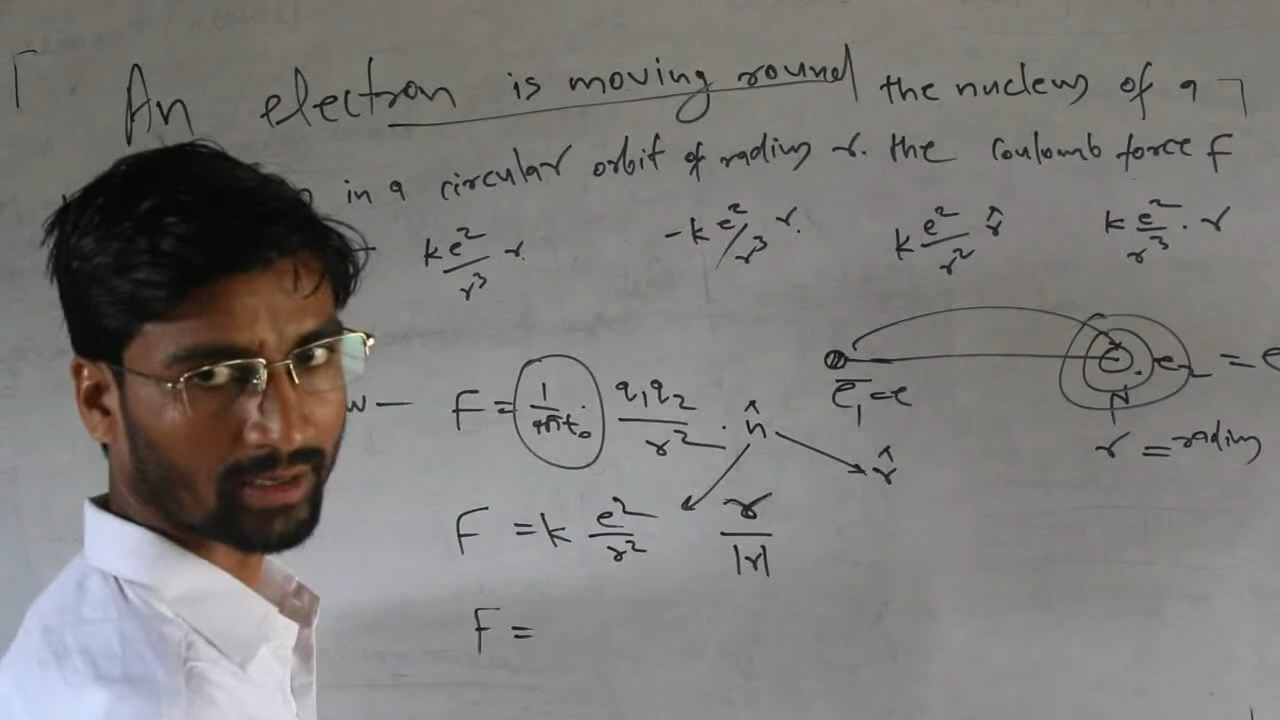 An electron is moving round the nucleus of a
in a circular orbit of radius r. the Coulomb force F
ke²/r³ r -k e²/r³ r. k e²/r² r̂ k e²/r³ . r
F = 1/4πε₀ q₁q₂/r² . n̂
r̂
e₁ = e
e₂ = e
N
r = radius
F = k e²/r² r/|r|
F =